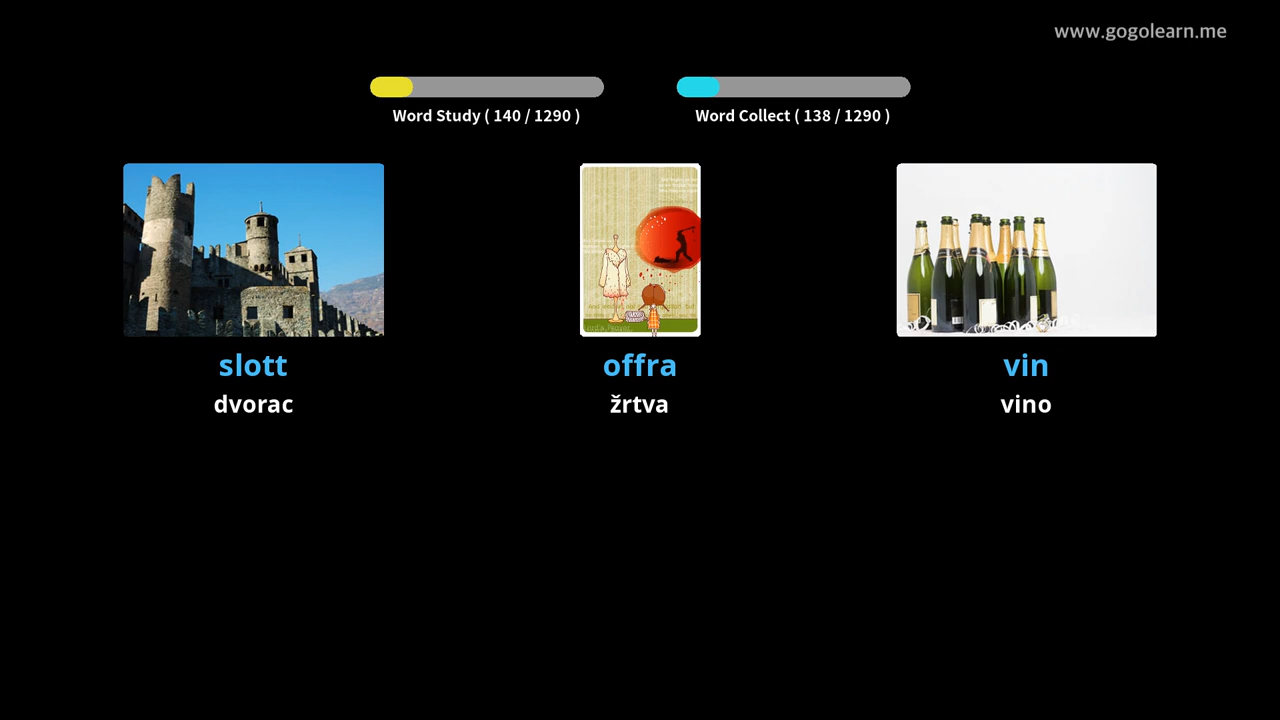 www.gogolearn.me
Word Study ( 140 / 1290 )
Word Collect ( 138 / 1290 )
slott
offra
vin
dvorac
žrtva
vino